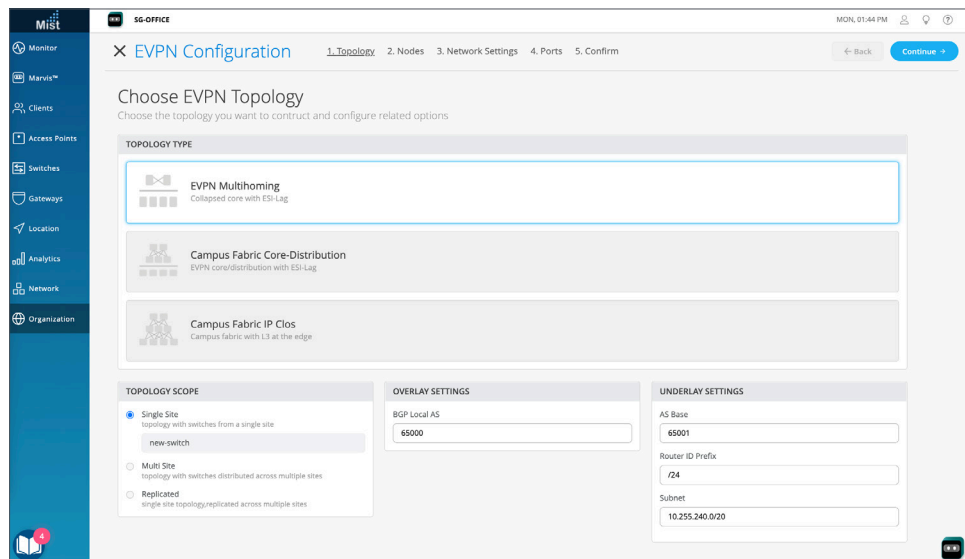 Mist
SG-OFFICE
MON, 01:44 PM
Monitor
Marvis™
Clients
Access Points
Switches
Gateways
Location
Analytics
Network
Organization
4
EVPN Configuration
1. Topology 2. Nodes 3. Network Settings 4. Ports 5. Confirm
← Back
Continue →
Choose EVPN Topology
Choose the topology you want to contruct and configure related options
TOPOLOGY TYPE
EVPN Multihoming
Collapsed core with ESI-Lag
Campus Fabric Core-Distribution
EVPN core/distribution with ESI-Lag
Campus Fabric IP Clos
Campus fabric with L3 at the edge
TOPOLOGY SCOPE
Single Site
topology with switches from a single site
new-switch
Multi Site
topology with switches distributed across multiple sites
Replicated
single site topology,replicated across multiple sites
OVERLAY SETTINGS
BGP Local AS
65000
UNDERLAY SETTINGS
AS Base
65001
Router ID Prefix
/24
Subnet
10.255.240.0/20